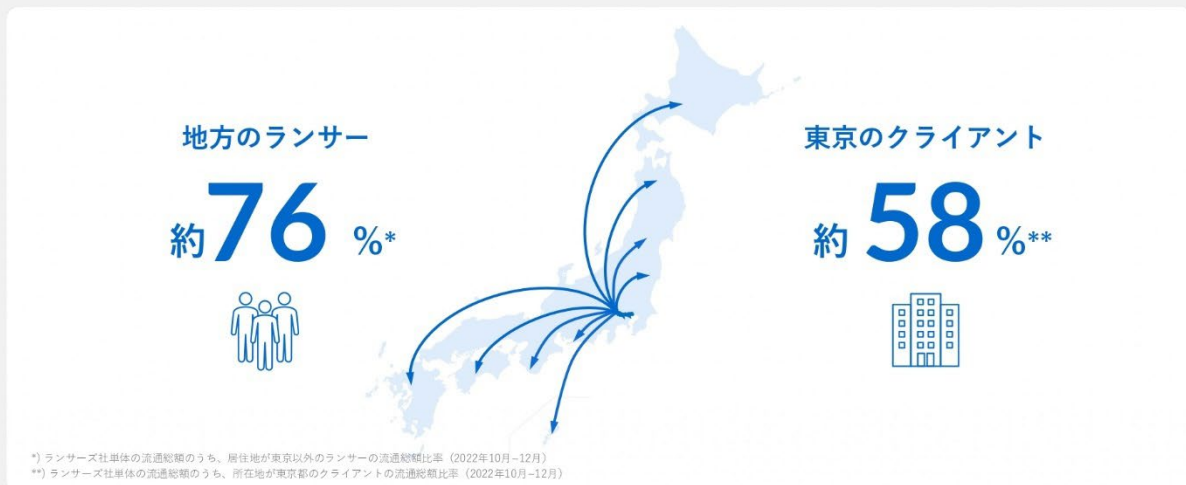 地方のランサー
約76 %*
東京のクライアント
約 58 %**
*) ランサーズ社単体の流通総額のうち、居住地が東京以外のランサーの流通総額比率（2022年10月–12月）
**) ランサーズ社単体の流通総額のうち、所在地が東京都のクライアントの流通総額比率（2022年10月–12月）